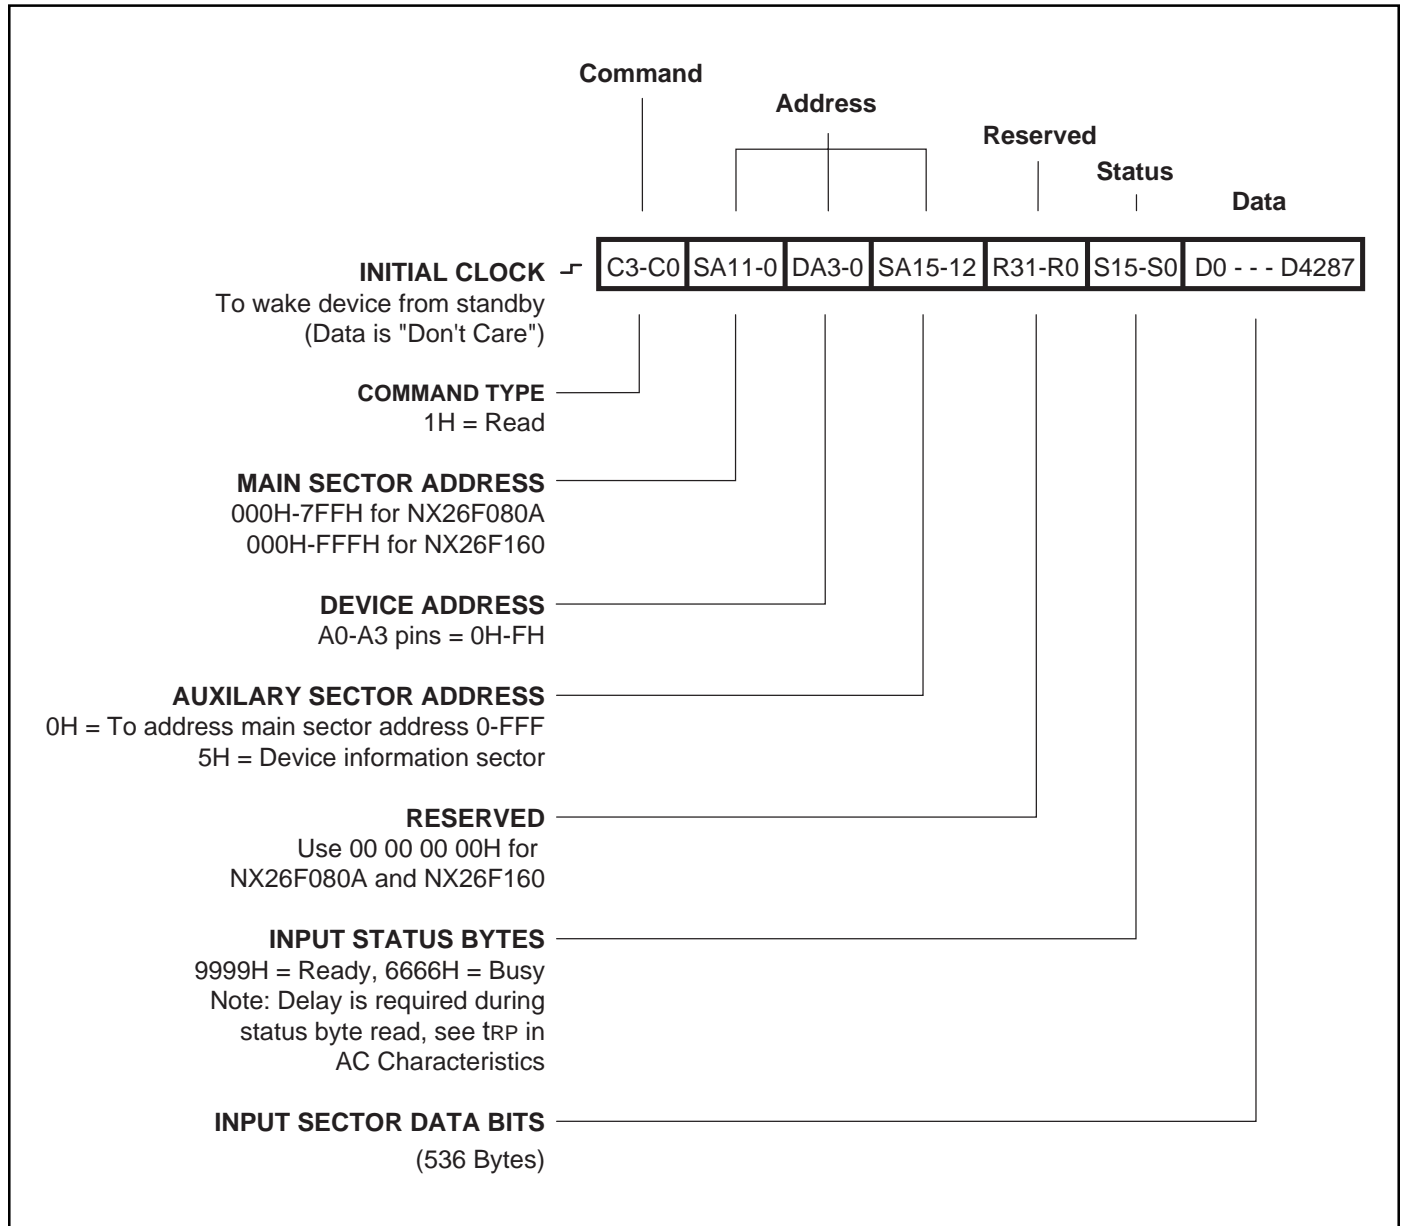 Command
Address
Reserved
Status
Data
C3-C0 SA11-0 DA3-0 SA15-12 R31-R0 S15-S0 D0 - - - D4287
INITIAL CLOCK
To wake device from standby
(Data is "Don't Care")
COMMAND TYPE
1H = Read
MAIN SECTOR ADDRESS
000H-7FFH for NX26F080A
000H-FFFH for NX26F160
DEVICE ADDRESS
A0-A3 pins = 0H-FH
AUXILARY SECTOR ADDRESS
0H = To address main sector address 0-FFF
5H = Device information sector
RESERVED
Use 00 00 00 00H for
NX26F080A and NX26F160
INPUT STATUS BYTES
9999H = Ready, 6666H = Busy
Note: Delay is required during
status byte read, see tRP in
AC Characteristics
INPUT SECTOR DATA BITS
(536 Bytes)